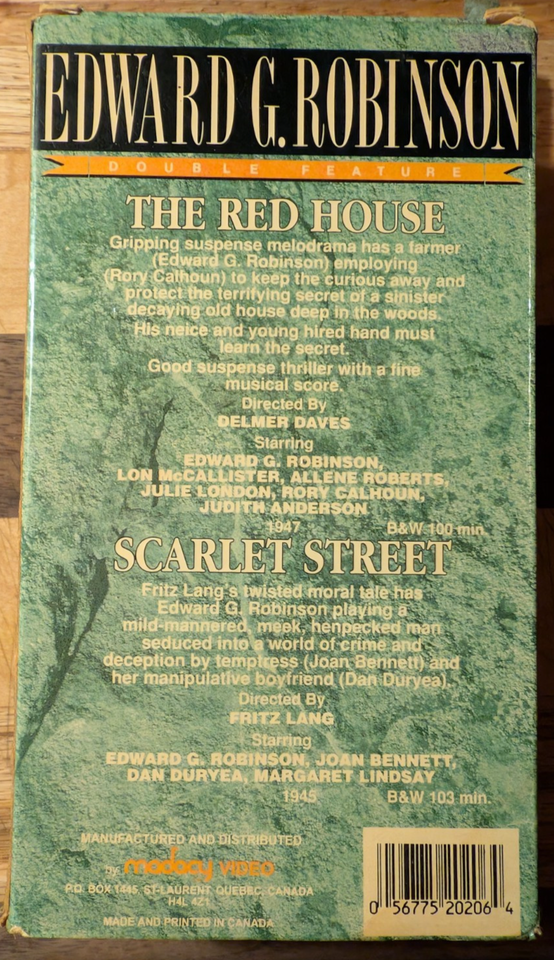 EDWARD G. ROBINSON
DOUBLE FEATURE
THE RED HOUSE
Gripping suspense melodrama has a farmer
(Edward G. Robinson) employing
(Rory Calhoun) to keep the curious away and
protect the terrifying secret of a sinister
decaying old house deep in the woods.
His neice and young hired hand must
learn the secret.
Good suspense thriller with a fine
musical score.
Directed By
DELMER DAVES
Starring
EDWARD G. ROBINSON,
LON McCALLISTER, ALLENE ROBERTS,
JULIE LONDON, RORY CALHOUN,
JUDITH ANDERSON
1947 B&W 100 min.
SCARLET STREET
Fritz Lang's twisted moral tale has
Edward G. Robinson playing a
mild-mannered, meek, henpecked man
seduced into a world of crime and
deception by temptress (Joan Bennett) and
her manipulative boyfriend (Dan Duryea).
Directed By
FRITZ LANG
Starring
EDWARD G. ROBINSON, JOAN BENNETT,
DAN DURYEA, MARGARET LINDSAY
1945 B&W 103 min.
MANUFACTURED AND DISTRIBUTED
by madacy VIDEO
P.O. BOX 1445, ST-LAURENT, QUEBEC, CANADA
H4L 4Z1
MADE AND PRINTED IN CANADA
0 56775 20206 4